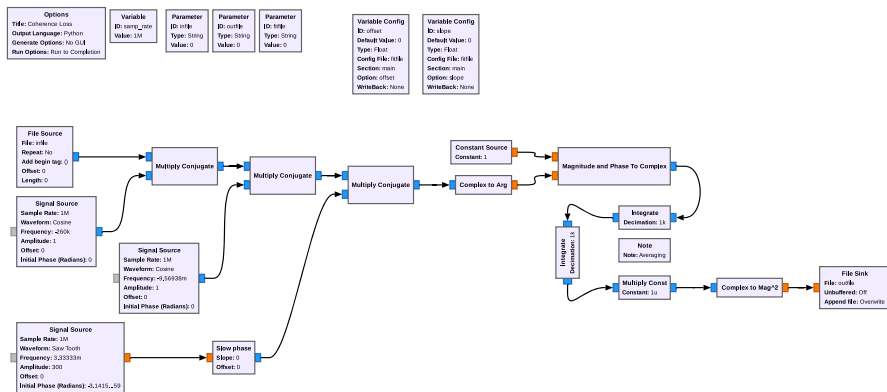 Options
Title: Coherence Loss
Output Language: Python
Generate Options: No GUI
Run Options: Run to Completion
Variable
ID: samp_rate
Value: 1M
Parameter
ID: infile
Type: String
Value: 0
Parameter
ID: outfile
Type: String
Value: 0
Parameter
ID: fitfile
Type: String
Value: 0
Variable Config
ID: offset
Default Value: 0
Type: Float
Config File: fitfile
Section: main
Option: offset
WriteBack: None
Variable Config
ID: slope
Default Value: 0
Type: Float
Config File: fitfile
Section: main
Option: slope
WriteBack: None
File Source
File: infile
Repeat: No
Add begin tag: ()
Offset: 0
Length: 0
Multiply Conjugate
Multiply Conjugate
Multiply Conjugate
Signal Source
Sample Rate: 1M
Waveform: Cosine
Frequency: -260k
Amplitude: 1
Offset: 0
Initial Phase (Radians): 0
Signal Source
Sample Rate: 1M
Waveform: Cosine
Frequency: -9,56938m
Amplitude: 1
Offset: 0
Initial Phase (Radians): 0
Signal Source
Sample Rate: 1M
Waveform: Saw Tooth
Frequency: 3,33333m
Amplitude: 300
Offset: 0
Initial Phase (Radians): -3.1415...59
Slow phase
Slope: 0
Offset: 0
Constant Source
Constant: 1
Complex to Arg
Magnitude and Phase To Complex
Integrate
Decimation: 1k
Integrate
Decimation: 1k
Note
Note: Averaging
Multiply Const
Constant: 1u
Complex to Mag^2
File Sink
File: outfile
Unbuffered: Off
Append file: Overwrite